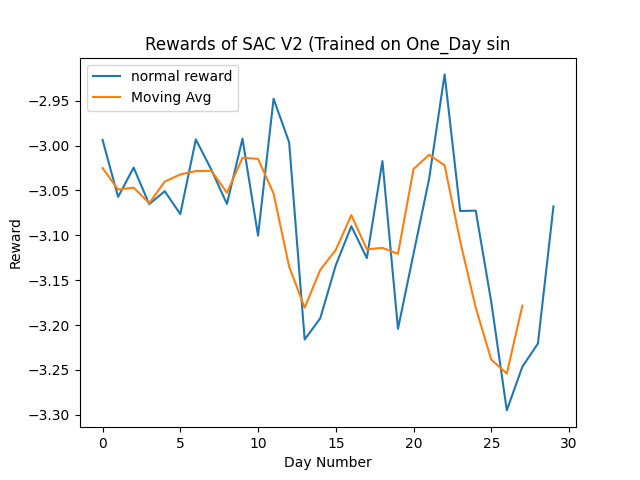 Rewards of SAC V2 (Trained on One_Day sin
normal reward
Moving Avg
−2.95
−3.00
−3.05
−3.10
−3.15
−3.20
−3.25
−3.30
Reward
0 5 10 15 20 25 30
Day Number